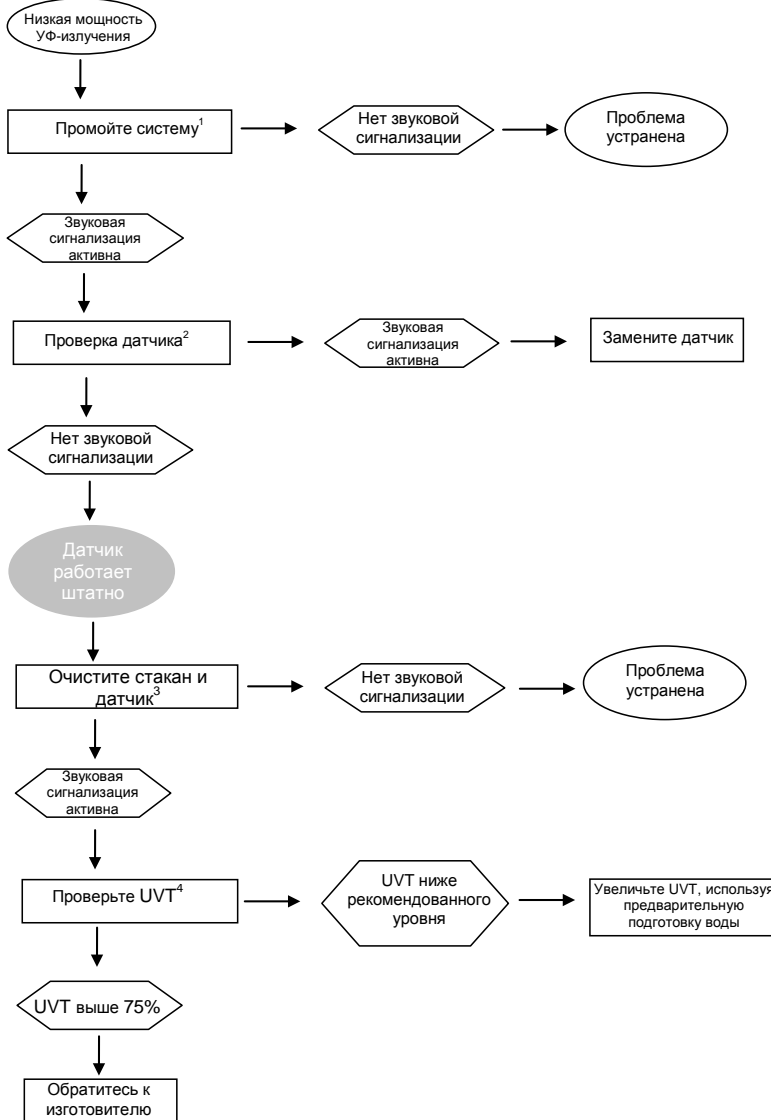 Низкая мощность
УФ-излучения
Промойте систему¹
Нет звуковой
сигнализации
Проблема
устранена
Звуковая
сигнализация
активна
Проверка датчика²
Звуковая
сигнализация
активна
Замените датчик
Нет звуковой
сигнализации
Датчик
работает
штатно
Очистите стакан и
датчик³
Нет звуковой
сигнализации
Проблема
устранена
Звуковая
сигнализация
активна
Проверьте UVT⁴
UVT ниже
рекомендованного
уровня
Увеличьте UVT, используя
предварительную
подготовку воды
UVT выше 75%
Обратитесь к
изготовителю